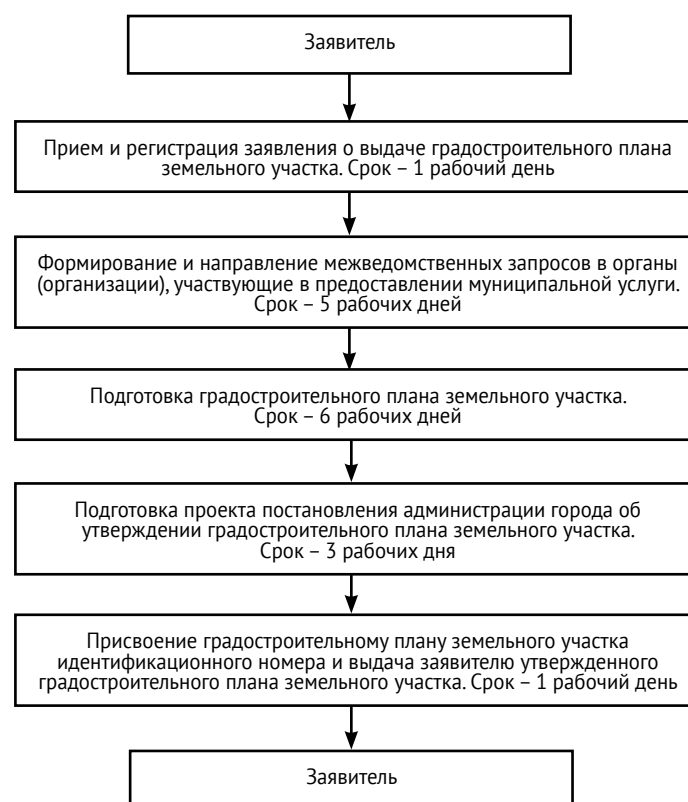 Заявитель
Прием и регистрация заявления о выдаче градостроительного плана
земельного участка. Срок – 1 рабочий день
Формирование и направление межведомственных запросов в органы
(организации), участвующие в предоставлении муниципальной услуги.
Срок – 5 рабочих дней
Подготовка градостроительного плана земельного участка.
Срок – 6 рабочих дней
Подготовка проекта постановления администрации города об
утверждении градостроительного плана земельного участка.
Срок – 3 рабочих дня
Присвоение градостроительному плану земельного участка
идентификационного номера и выдача заявителю утвержденного
градостроительного плана земельного участка. Срок – 1 рабочий день
Заявитель